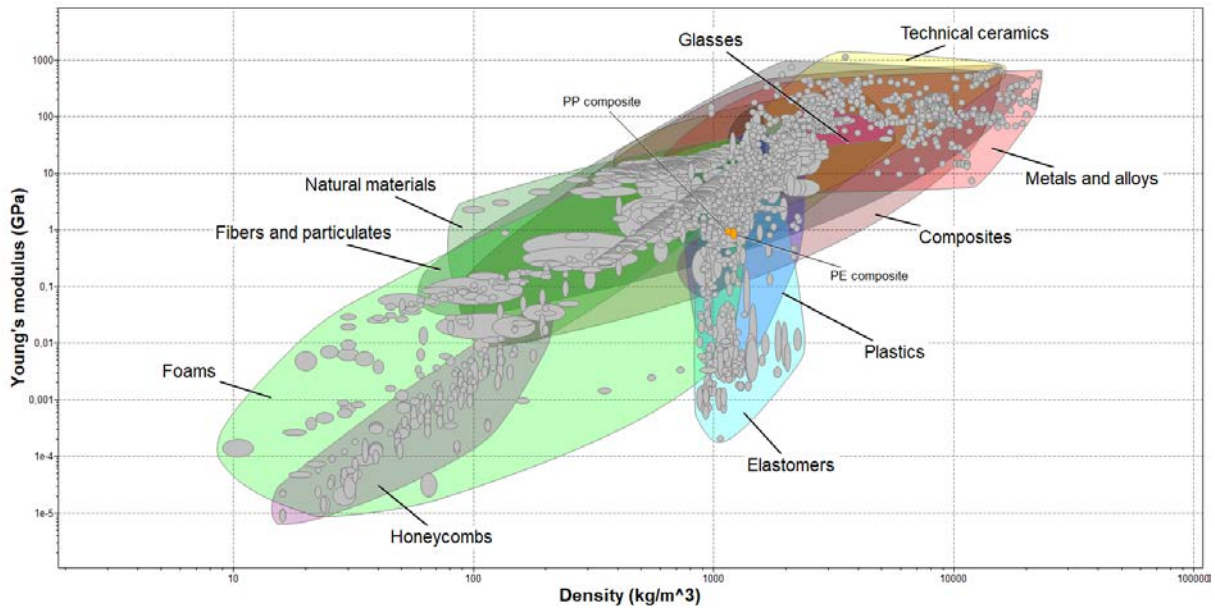 Technical ceramics
Glasses
PP composite
Natural materials
Metals and alloys
Fibers and particulates
Composites
PE composite
Plastics
Foams
Elastomers
Honeycombs
Young's modulus (GPa)
1000
100
10
1
0,1
0,01
0,001
1e-4
1e-5
10
100
1000
10000
100000
Density (kg/m^3)